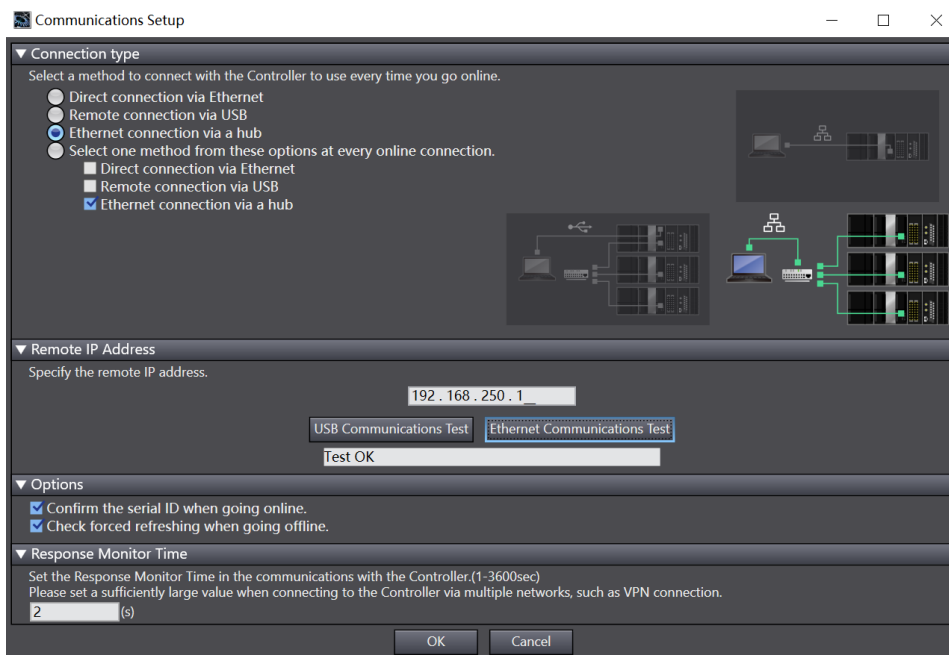 Communications Setup
▼ Connection type
Select a method to connect with the Controller to use every time you go online.
Direct connection via Ethernet
Remote connection via USB
Ethernet connection via a hub
Select one method from these options at every online connection.
Direct connection via Ethernet
Remote connection via USB
Ethernet connection via a hub
▼ Remote IP Address
Specify the remote IP address.
192 . 168 . 250 . 1__
USB Communications Test Ethernet Communications Test
Test OK
▼ Options
Confirm the serial ID when going online.
Check forced refreshing when going offline.
▼ Response Monitor Time
Set the Response Monitor Time in the communications with the Controller.(1-3600sec)
Please set a sufficiently large value when connecting to the Controller via multiple networks, such as VPN connection.
2 (s)
OK Cancel